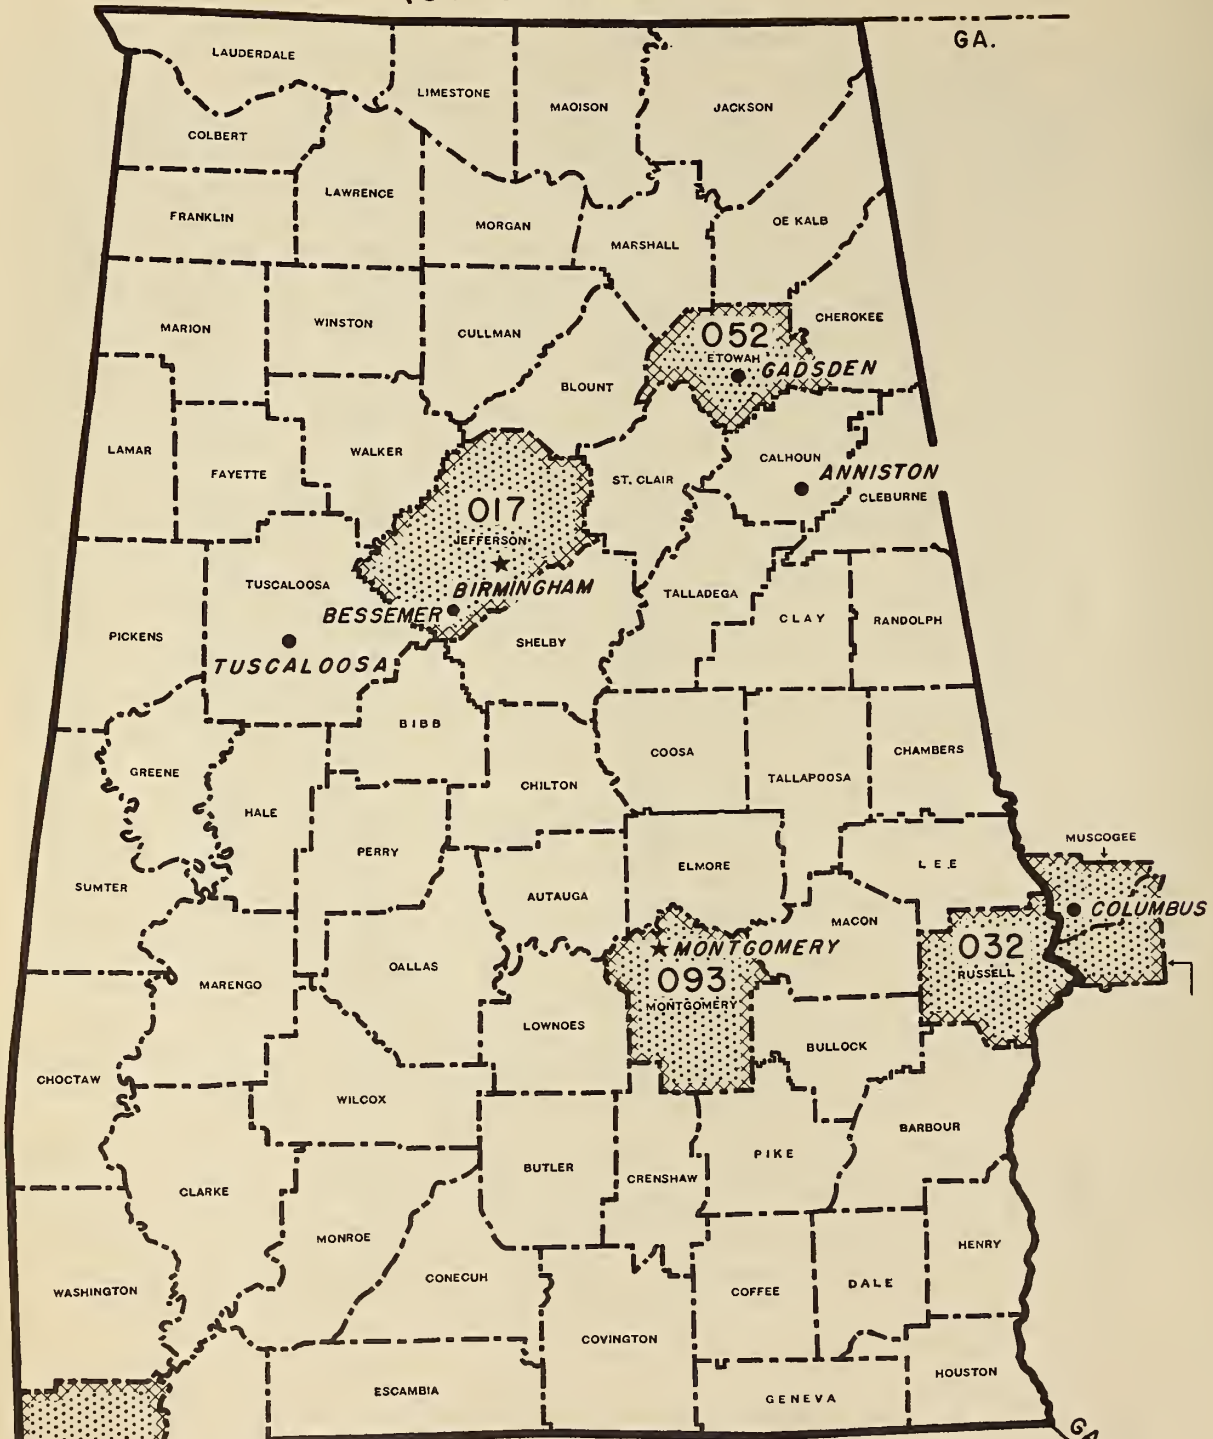 GA.
LAUDERDALE
LIMESTONE
MAOISON
JACKSON
COLBERT
LAWRENCE
FRANKLIN
MORGAN
OE KALB
MARSHALL
MARION
WINSTON
CULLMAN
CHEROKEE
052
ETOWAH
GADSDEN
BLOUNT
LAMAR
WALKER
FAYETTE
ST. CLAIR
CALHOUN
ANNISTON
CLEBURNE
017
JEFFERSON
BIRMINGHAM
BESSEMER
TUSCALOOSA
TUSCALOOSA
PICKENS
SHELBY
TALLADEGA
CLAY
RANDOLPH
BIBB
COOSA
CHAMBERS
TALLAPOOSA
GREENE
CHILTON
HALE
PERRY
ELMORE
LEE
MUSCOGEE
SUMTER
AUTAUGA
MACON
COLUMBUS
MONTGOMERY
093
MONTGOMERY
032
RUSSELL
MARENGO
OALLAS
LOWNOES
BULLOCK
CHOCTAW
WILCOX
BARBOUR
BUTLER
CRENSHAW
PIKE
CLARKE
MONROE
HENRY
WASHINGTON
CONECUH
COFFEE
DALE
COVINGTON
ESCAMBIA
GENEVA
HOUSTON
GA